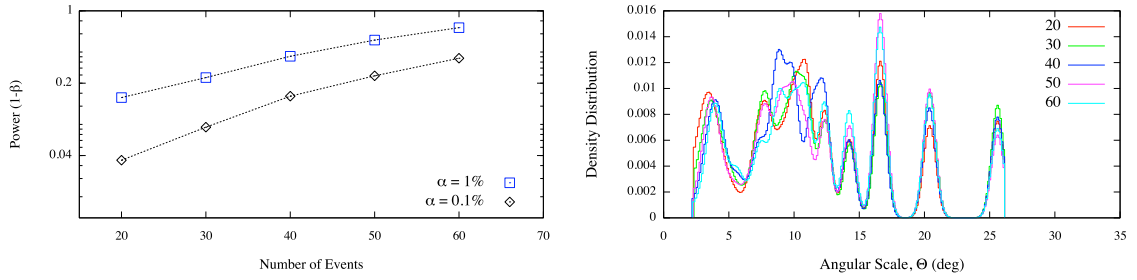 1
0.2
0.04
Power (1-β)
20 30 40 50 60 70
Number of Events
α = 1%
α = 0.1%
0.016
0.014
0.012
0.01
0.008
0.006
0.004
0.002
0
Density Distribution
0 5 10 15 20 25 30 35
Angular Scale, Θ (deg)
20
30
40
50
60